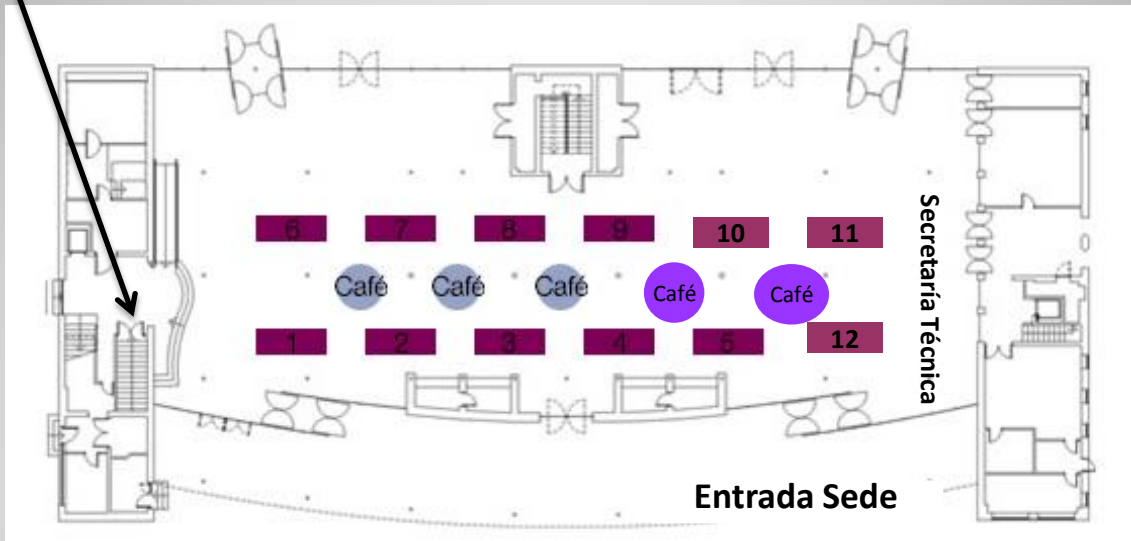 6 7 8 9 10 11
Café Café Café Café Café
1 2 3 4 5 12
Secretaría Técnica
Entrada Sede